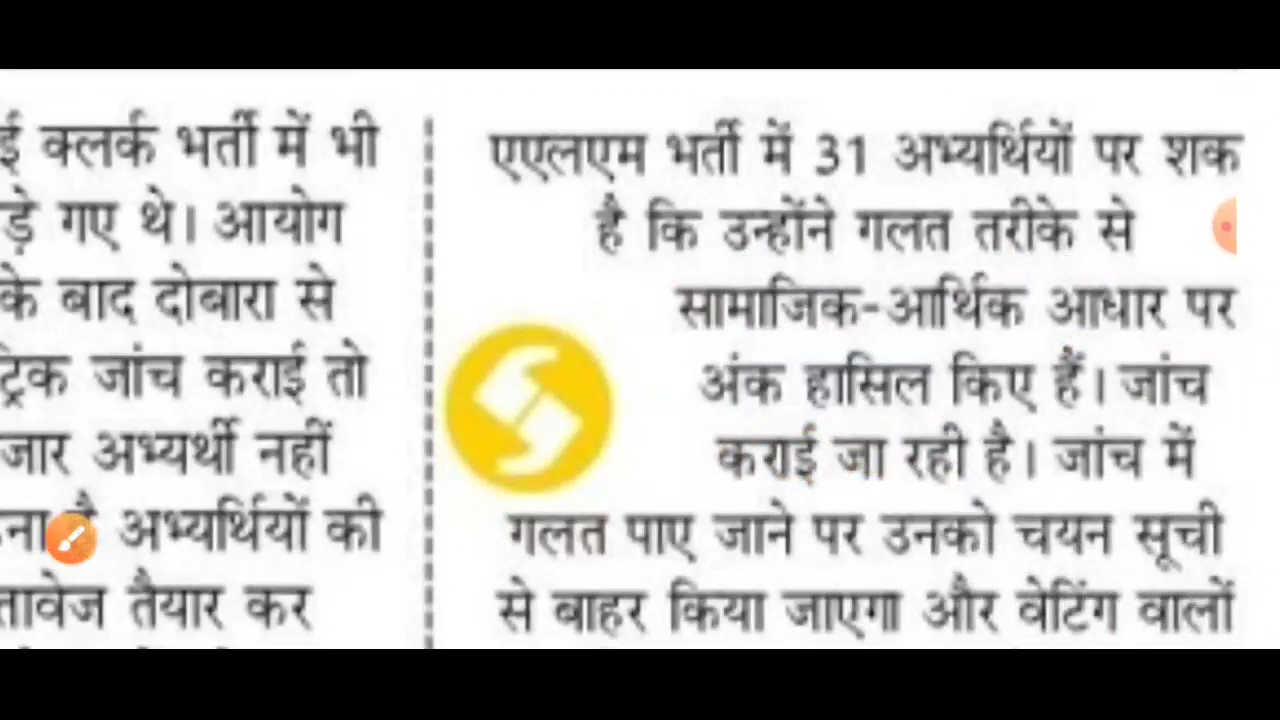 ई क्लर्क भर्ती में भी
ड़े गए थे। आयोग
के बाद दोबारा से
ट्रिक जांच कराई तो
जार अभ्यर्थी नहीं
अभ्यर्थियों की
तावेज तैयार कर
एएलएम भर्ती में 31 अभ्यर्थियों पर शक
है कि उन्होंने गलत तरीके से
सामाजिक-आर्थिक आधार पर
अंक हासिल किए हैं। जांच
कराई जा रही है। जांच में
गलत पाए जाने पर उनको चयन सूची
से बाहर किया जाएगा और वेटिंग वालों